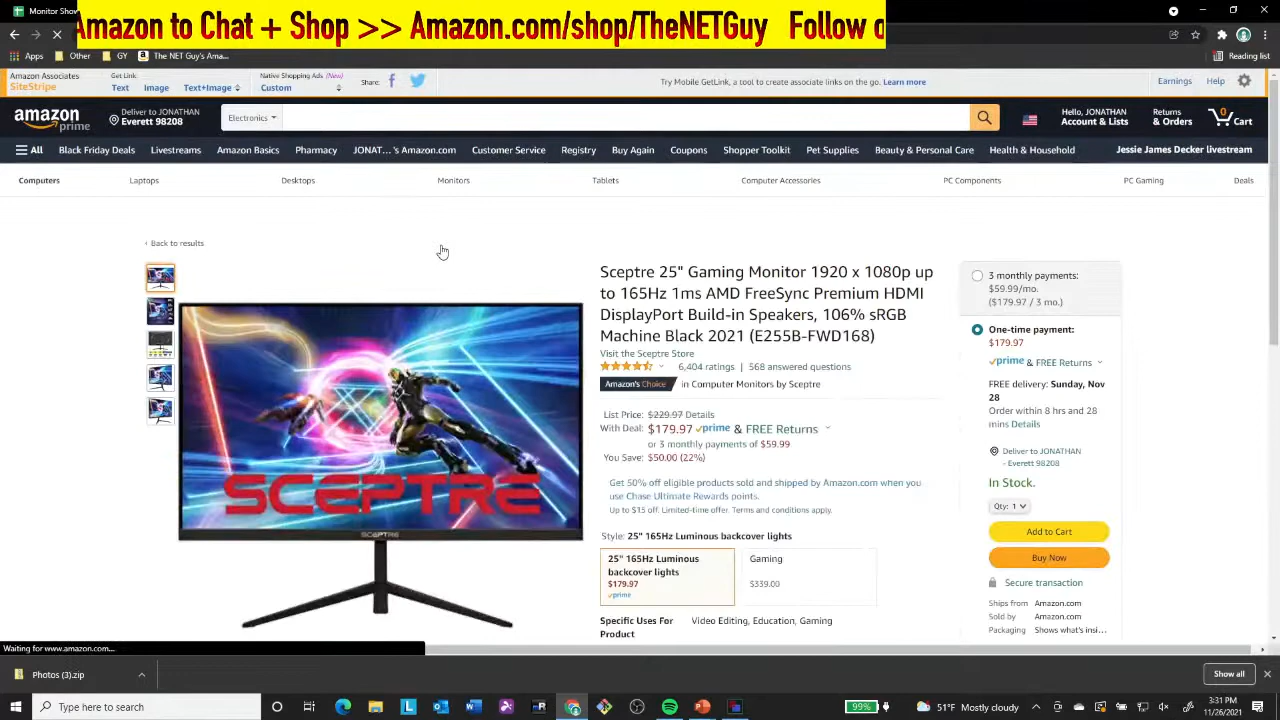 Monitor Show
Amazon to Chat + Shop >> Amazon.com/shop/TheNETGuy Follow
Apps Other GY The NET Guy's Ama... Reading list
Amazon Associates
SiteStripe
Get Link:
Text Image Text+Image
Native Shopping Ads (New)
Custom
Share:
Try Mobile GetLink, a tool to create associate links on the go. Learn more
Earnings Help
amazon
prime
Deliver to JONATHAN
Everett 98208
Electronics
Hello, JONATHAN
Account & Lists
Returns
& Orders
0
Cart
All Black Friday Deals Livestreams Amazon Basics Pharmacy JONAT...'s Amazon.com Customer Service Registry Buy Again Coupons Shopper Toolkit Pet Supplies Beauty & Personal Care Health & Household Jessie James Decker livestream
Computers Laptops Desktops Monitors Tablets Computer Accessories PC Components PC Gaming Deals
‹ Back to results
SCEPTRE
SCEPTRE
Sceptre 25" Gaming Monitor 1920 x 1080p up
to 165Hz 1ms AMD FreeSync Premium HDMI
DisplayPort Build-in Speakers, 106% sRGB
Machine Black 2021 (E255B-FWD168)
Visit the Sceptre Store
6,404 ratings | 568 answered questions
Amazon's Choice in Computer Monitors by Sceptre
List Price: $229.97 Details
With Deal: $179.97 prime & FREE Returns
or 3 monthly payments of $59.99
You Save: $50.00 (22%)
Get 50% off eligible products sold and shipped by Amazon.com when you
use Chase Ultimate Rewards points.
Up to $15 off. Limited-time offer. Terms and conditions apply.
Style: 25" 165Hz Luminous backcover lights
25" 165Hz Luminous
backcover lights
$179.97
prime
Gaming
$339.00
Specific Uses For
Product
Video Editing, Education, Gaming
3 monthly payments:
$59.99/mo.
($179.97 / 3 mo.)
One-time payment:
$179.97
prime & FREE Returns
FREE delivery: Sunday, Nov
28
Order within 8 hrs and 28
mins Details
Deliver to JONATHAN
- Everett 98208
In Stock.
Qty: 1
Add to Cart
Buy Now
Secure transaction
Ships from Amazon.com
Sold by Amazon.com
Packaging Shows what's insi...
Waiting for www.amazon.com...
Photos (3).zip
Show all
Type here to search
99%
51°F Mostly cloudy
3:31 PM
11/26/2021